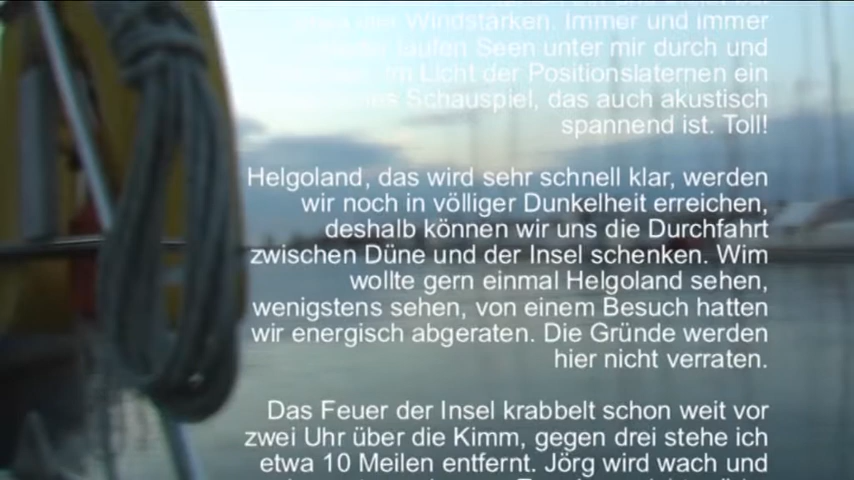 Windstärken. Immer und immer
laufen Seen unter mir durch und
im Licht der Positionslaternen ein
Schauspiel, das auch akustisch
spannend ist. Toll!
Helgoland, das wird sehr schnell klar, werden
wir noch in völliger Dunkelheit erreichen,
deshalb können wir uns die Durchfahrt
zwischen Düne und der Insel schenken. Wim
wollte gern einmal Helgoland sehen,
wenigstens sehen, von einem Besuch hatten
wir energisch abgeraten. Die Gründe werden
hier nicht verraten.
Das Feuer der Insel krabbelt schon weit vor
zwei Uhr über die Kimm, gegen drei stehe ich
etwa 10 Meilen entfernt. Jörg wird wach und